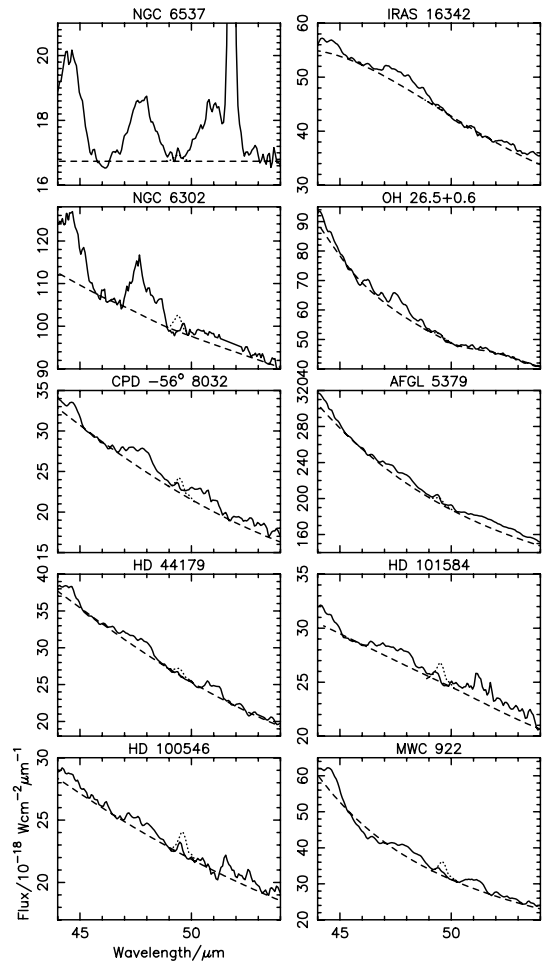 NGC 6537
16 18 20
IRAS 16342
30 40 50 60
NGC 6302
90 100 110 120
OH 26.5+0.6
40 50 60 70 80 90
CPD −56° 8032
15 20 25 30 35
AFGL 5379
160 200 240 280 320
HD 44179
20 25 30 35 40
HD 101584
20 25 30 35
HD 100546
20 25 30
45 50
MWC 922
20 30 40 50 60
45 50
Flux/10⁻¹⁸ Wcm⁻²μm⁻¹
Wavelength/μm